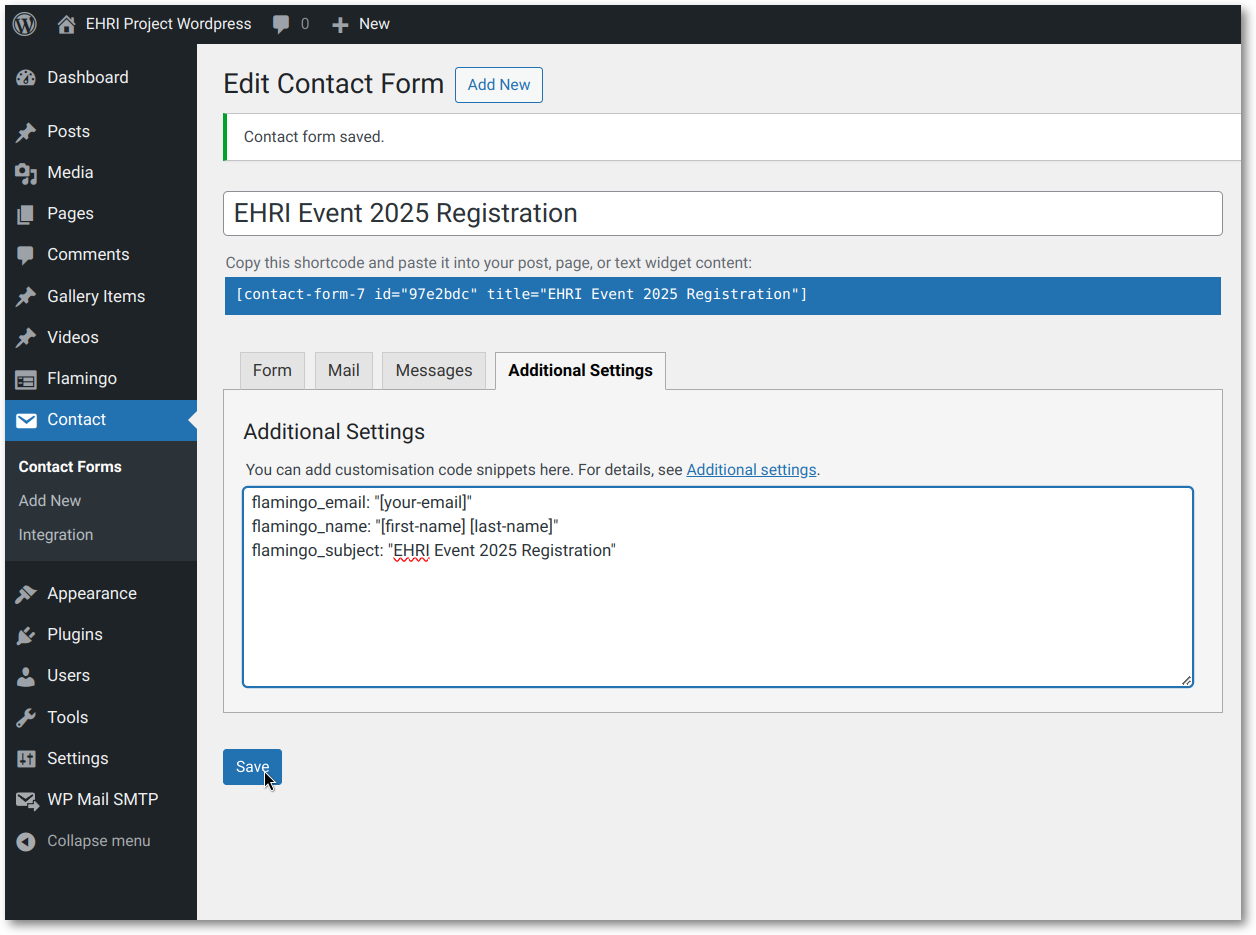 EHRI Project Wordpress 0 New
Dashboard
Posts
Media
Pages
Comments
Gallery Items
Videos
Flamingo
Contact
Contact Forms
Add New
Integration
Appearance
Plugins
Users
Tools
Settings
WP Mail SMTP
Collapse menu
Edit Contact Form Add New
Contact form saved.
EHRI Event 2025 Registration
Copy this shortcode and paste it into your post, page, or text widget content:
[contact-form-7 id="97e2bdc" title="EHRI Event 2025 Registration"]
Form Mail Messages Additional Settings
Additional Settings
You can add customisation code snippets here. For details, see Additional settings.
flamingo_email: "[your-email]"
flamingo_name: "[first-name] [last-name]"
flamingo_subject: "EHRI Event 2025 Registration"
Save